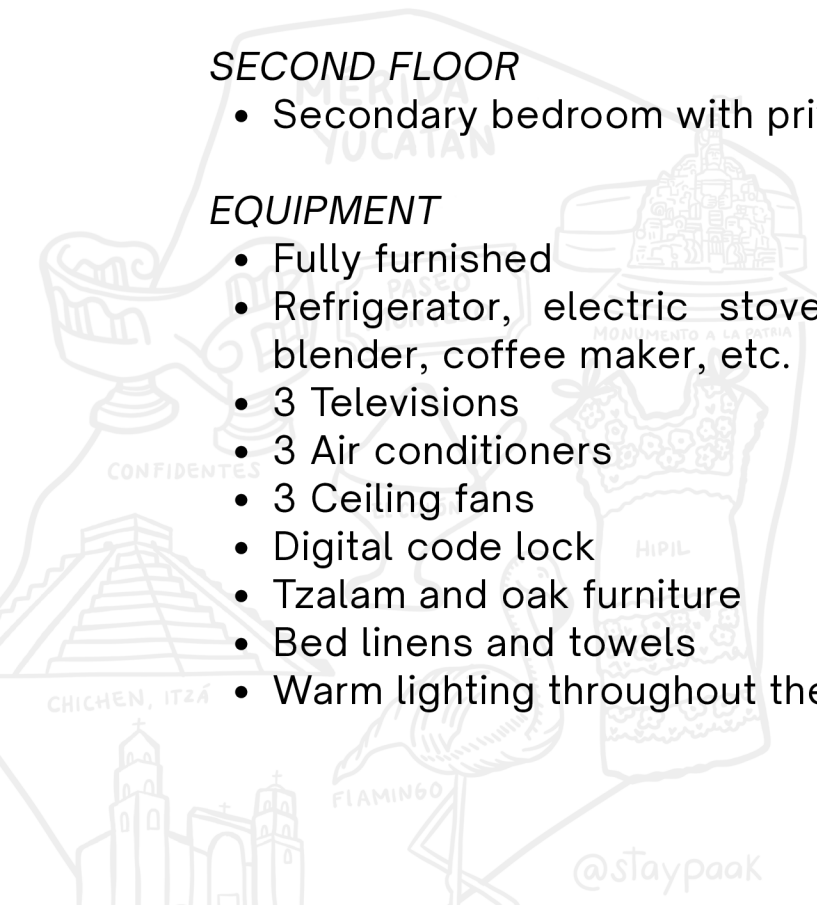 MERIDA
YUCATÁN
SECOND FLOOR
• Secondary bedroom with pri
EQUIPMENT
• Fully furnished
PASEO
• Refrigerator, electric stove
MONUMENTO A LA PATRIA
blender, coffee maker, etc.
• 3 Televisions
• 3 Air conditioners
CONFIDENTES
• 3 Ceiling fans
• Digital code lock
HIPIL
• Tzalam and oak furniture
• Bed linens and towels
• Warm lighting throughout the
CHICHEN, ITZÁ
FLAMINGO
@staypaak